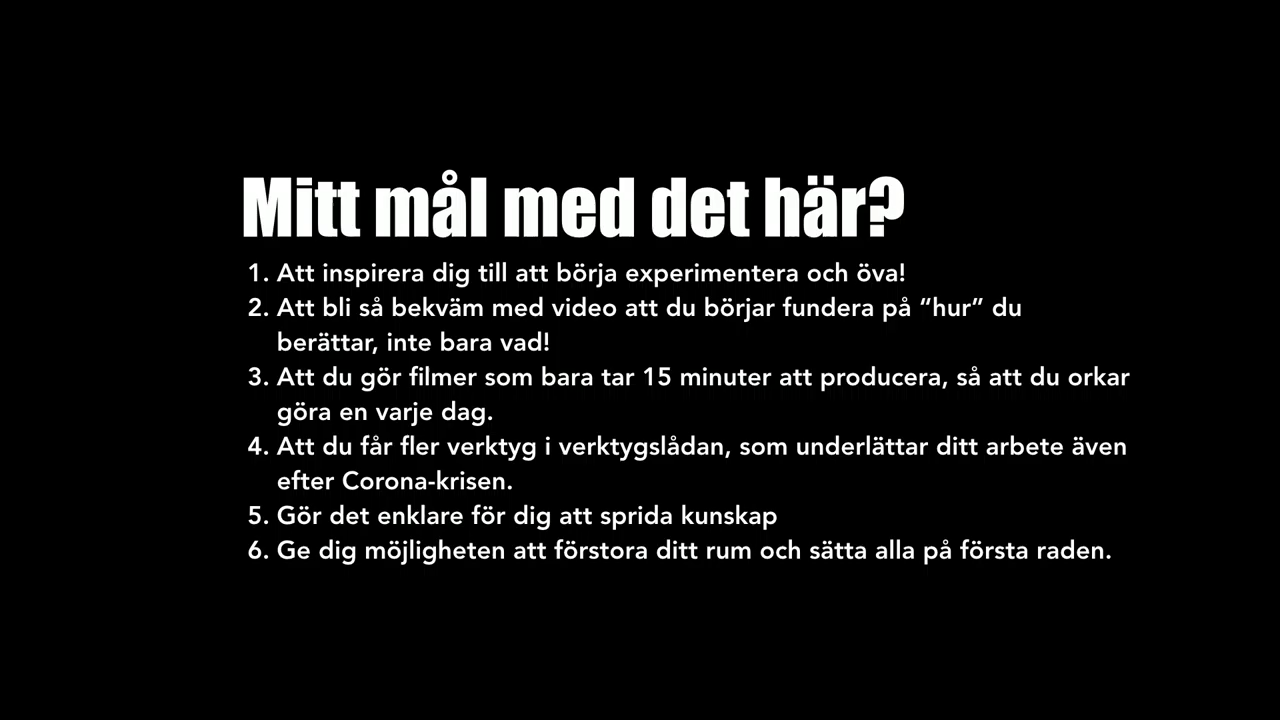 Mitt mål med det här?
1. Att inspirera dig till att börja experimentera och öva!
2. Att bli så bekväm med video att du börjar fundera på ”hur” du
berättar, inte bara vad!
3. Att du gör filmer som bara tar 15 minuter att producera, så att du orkar
göra en varje dag.
4. Att du får fler verktyg i verktygslådan, som underlättar ditt arbete även
efter Corona-krisen.
5. Gör det enklare för dig att sprida kunskap
6. Ge dig möjligheten att förstora ditt rum och sätta alla på första raden.